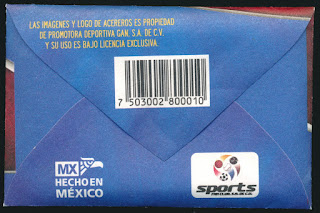 LAS IMAGENES Y LOGO DE ACEREROS ES PROPIEDAD
DE PROMOTORA DEPORTIVA GAN, S.A. DE C.V.
Y SU USO ES BAJO LICENCIA EXCLUSIVA.
7 503002 800010
MX
HECHO EN
MÉXICO
sports